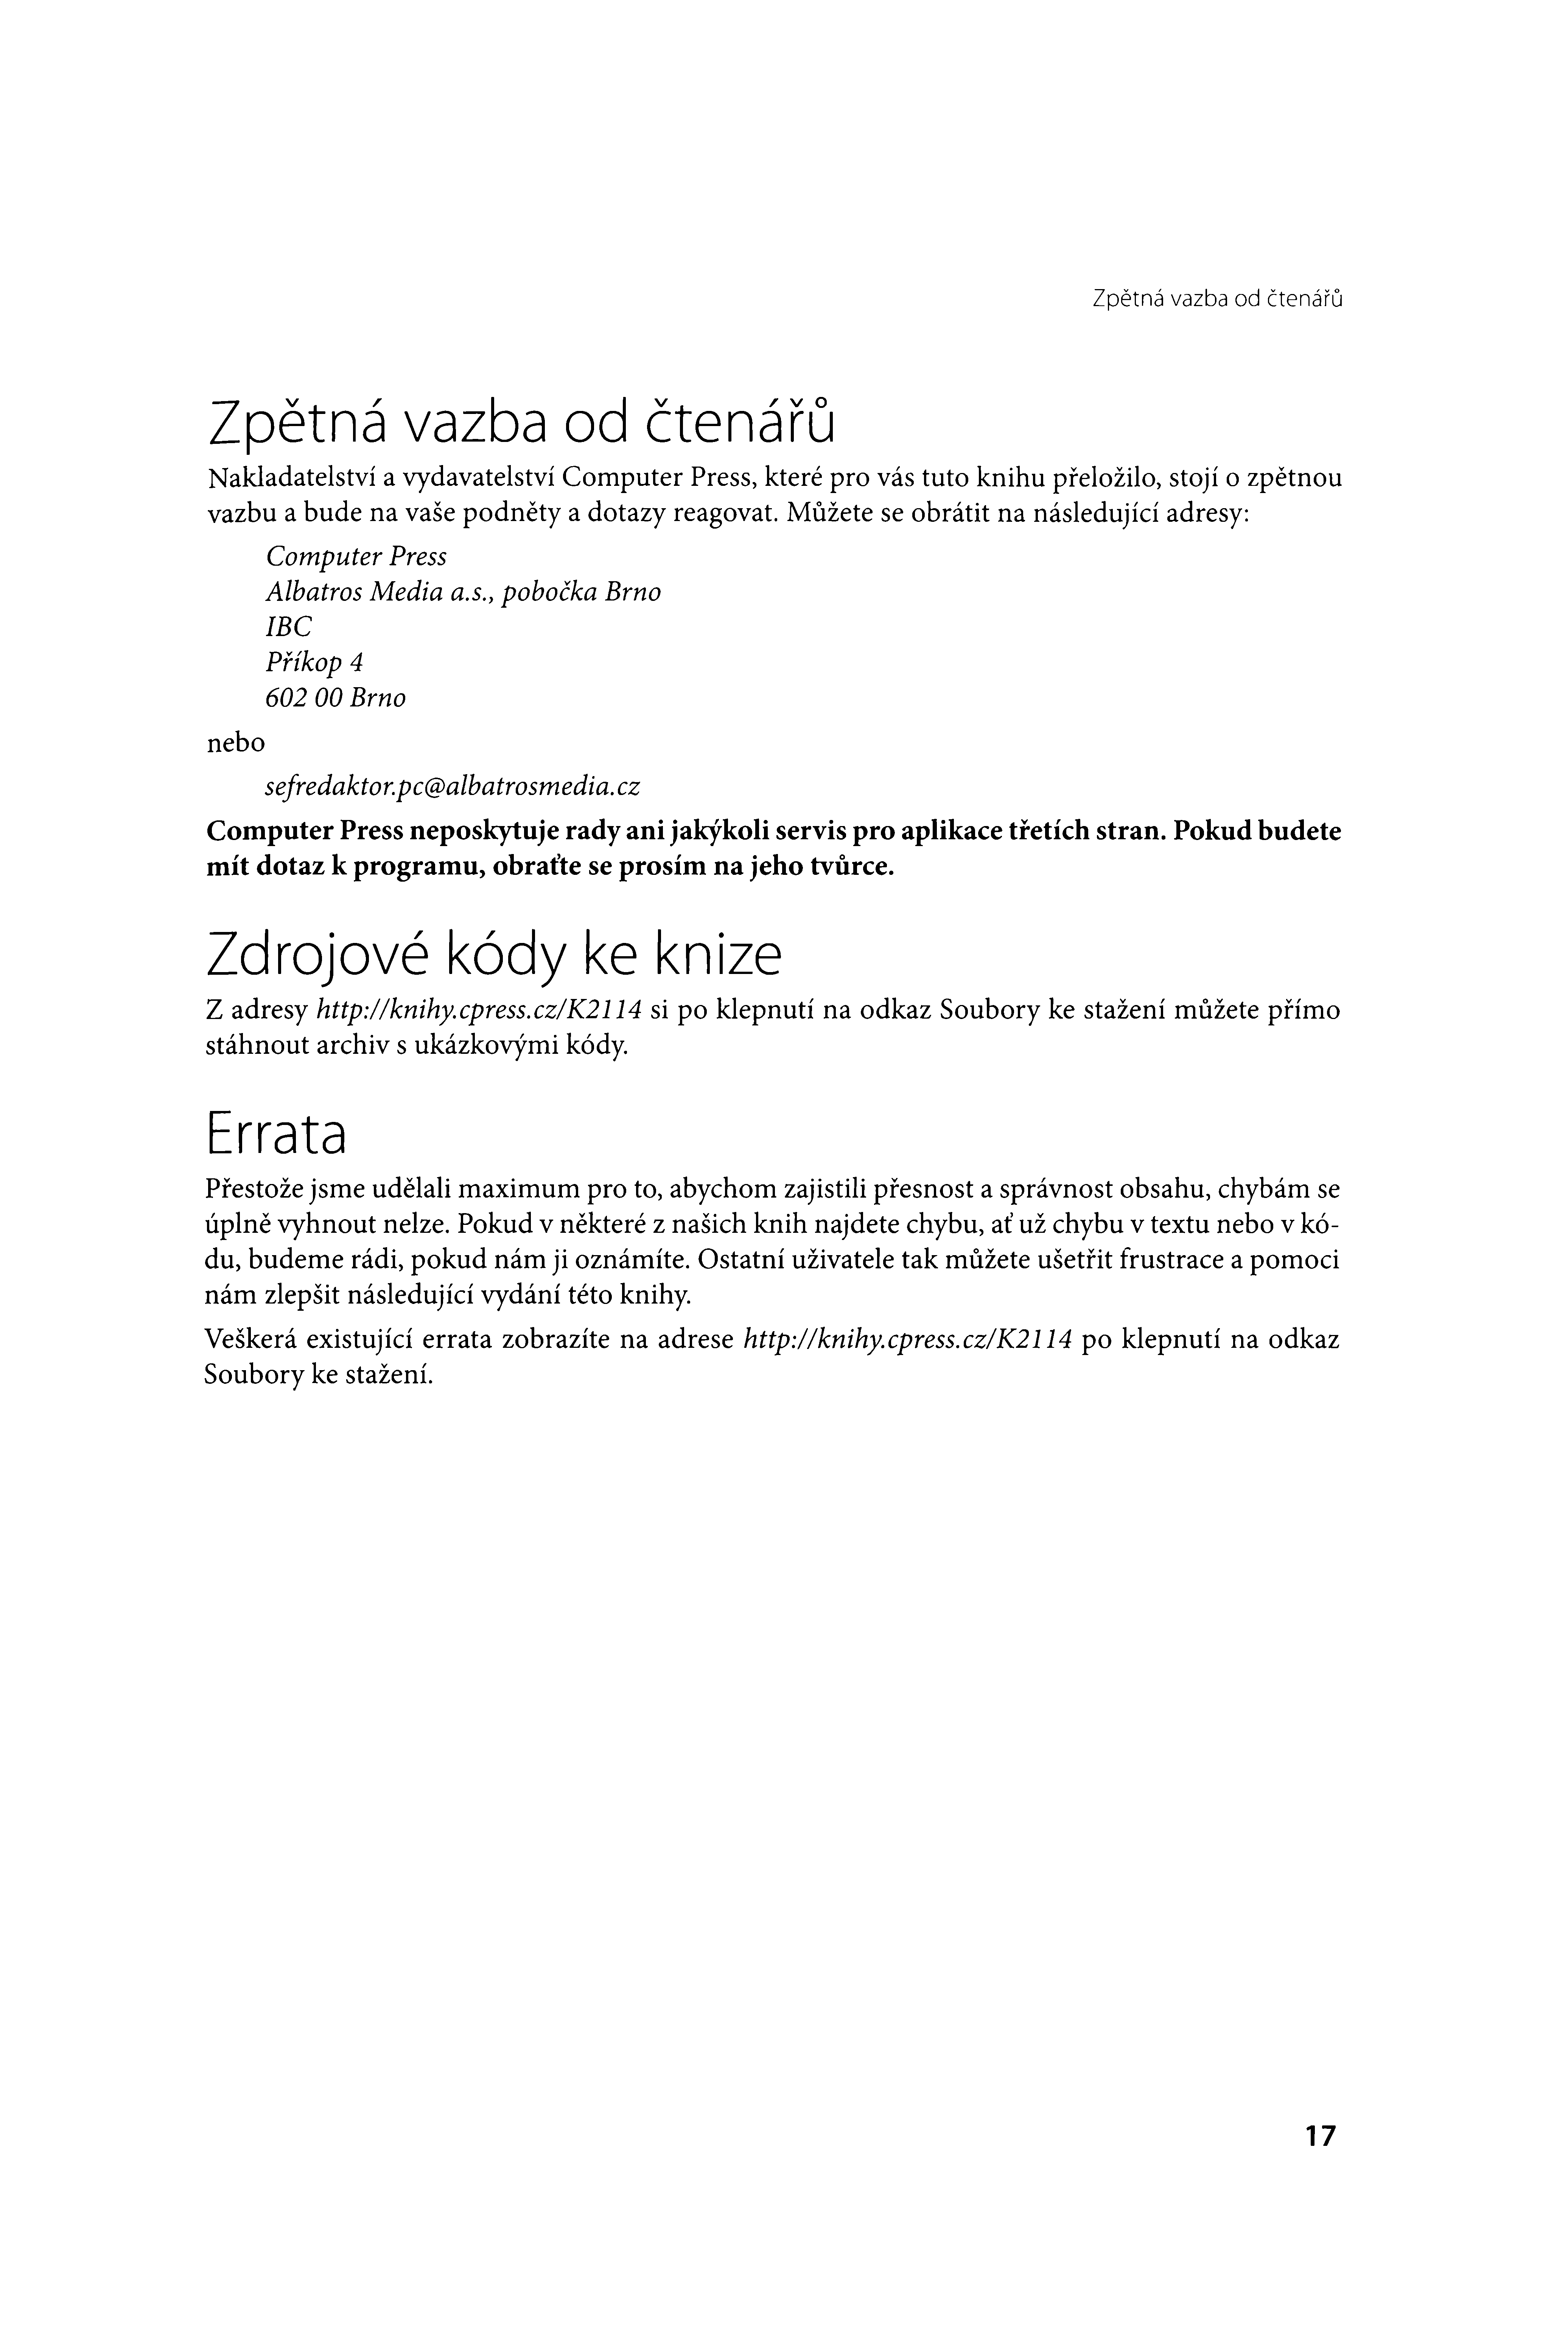 Zpětná vazba od čtenářů
Zpětná vazba od čtenářů
Nakladatelství a vydavatelství Computer Press, které pro vás tuto knihu přeložilo, stojí o zpětnou
vazbu a bude na vaše podněty a dotazy reagovat. Můžete se obrátit na následující adresy:
Computer Press
Albatros Media a.s., pobočka Brno
IBC
Příkop 4
602 00 Brno
nebo
sefredaktor.pc@albatrosmedia.cz
Computer Press neposkytuje rady ani jakýkoli servis pro aplikace třetích stran. Pokud budete
mít dotaz k programu, obraťte se prosím na jeho tvůrce.
Zdrojové kódy ke knize
Z adresy http://knihy.cpress.cz/K2114 si po klepnutí na odkaz Soubory ke stažení můžete přímo
stáhnout archiv s ukázkovými kódy.
Errata
Přestože jsme udělali maximum pro to, abychom zajistili přesnost a správnost obsahu, chybám se
úplně vyhnout nelze. Pokud v některé z našich knih najdete chybu, ať už chybu v textu nebo v kó-
du, budeme rádi, pokud nám ji oznámíte. Ostatní uživatele tak můžete ušetřit frustrace a pomoci
nám zlepšit následující vydání této knihy.
Veškerá existující errata zobrazíte na adrese http://knihy.cpress.cz/K2114 po klepnutí na odkaz
Soubory ke stažení.
17